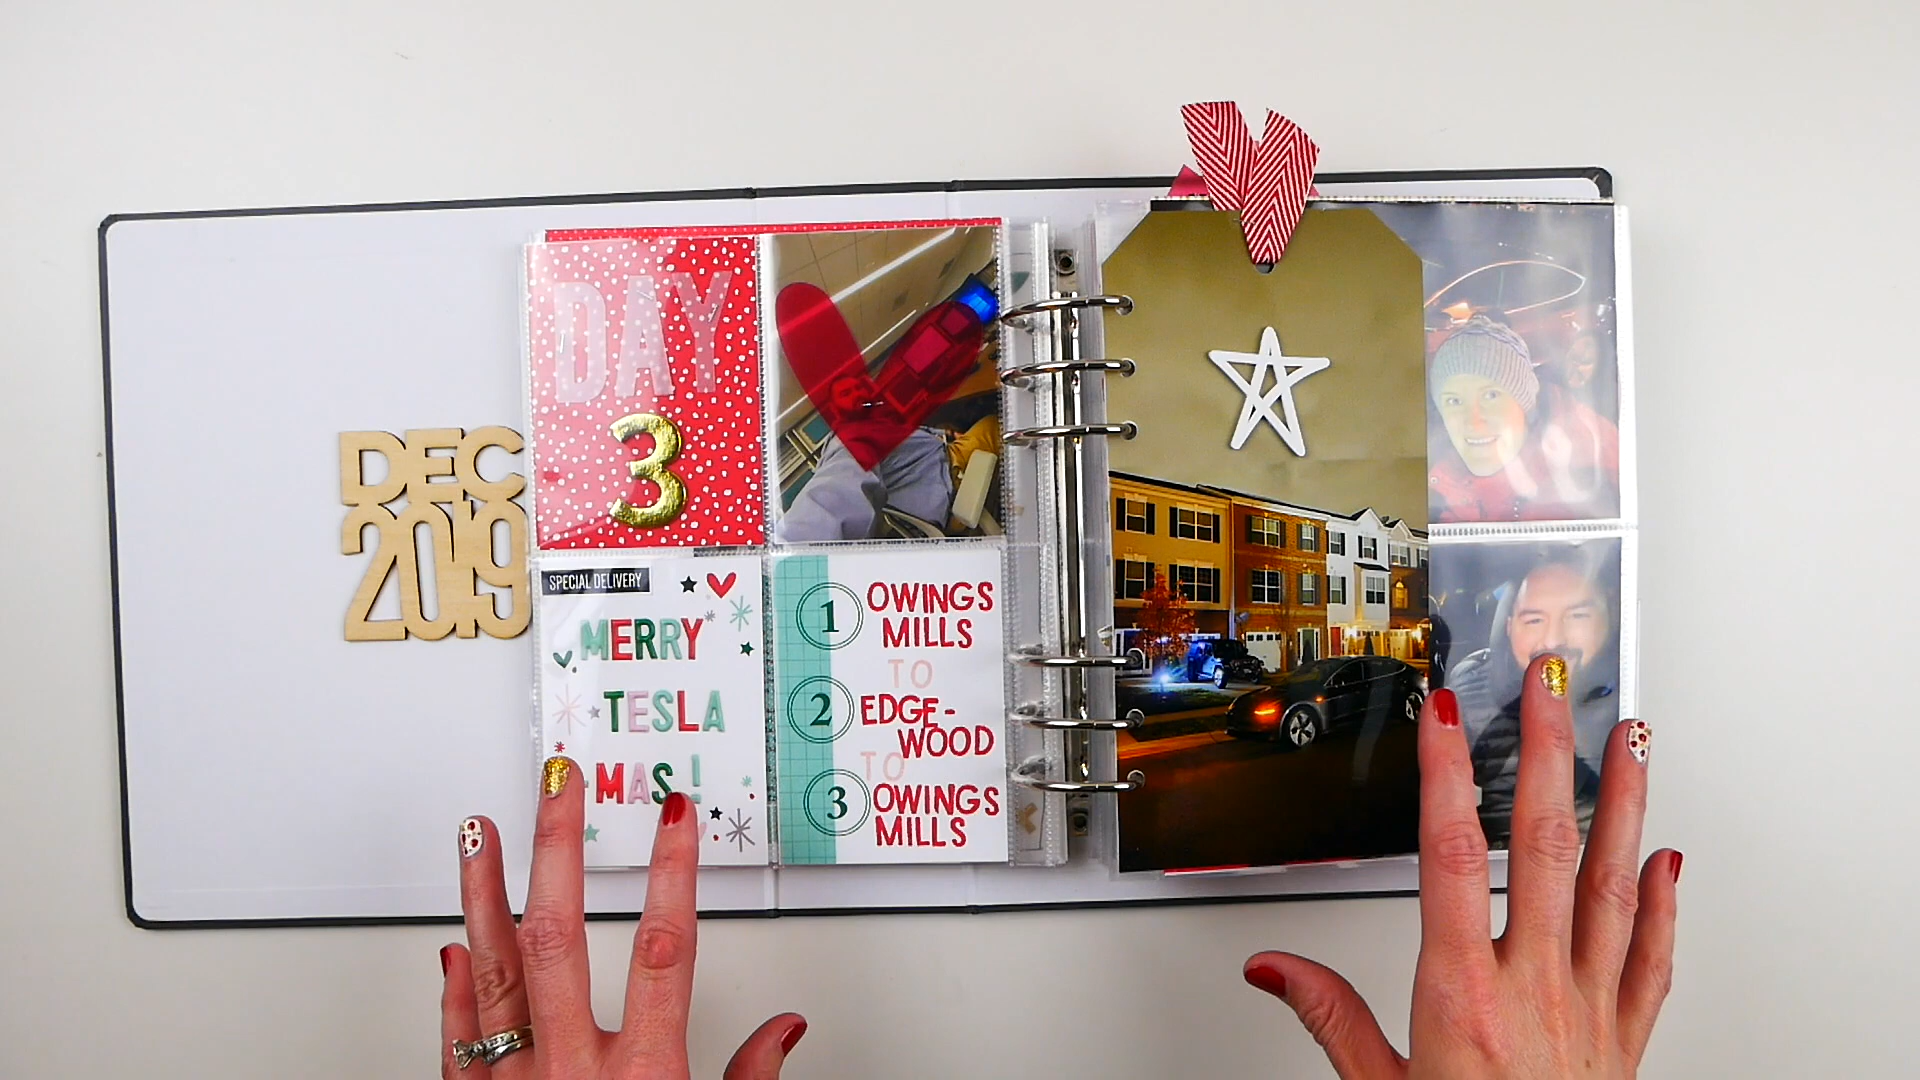 DEC
2019
DAY
3
SPECIAL DELIVERY
MERRY
TESLA
MAS!
1 OWINGS
MILLS
TO
2 EDGE-
WOOD
TO
3 OWINGS
MILLS